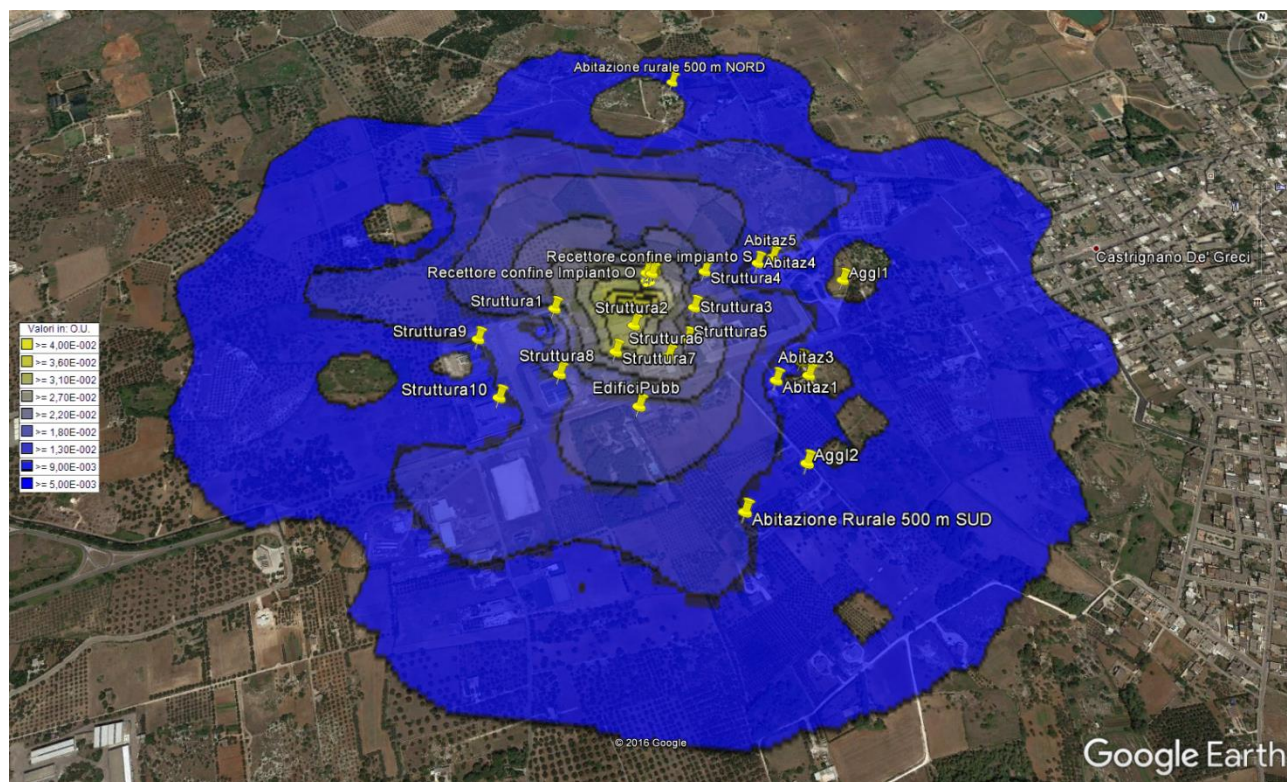 N
Abitazione rurale 500 m NORD
Abitaz5
Recettore confine impianto S
Abitaz4
Castrignano De' Greci
Recettore confine Impianto O
Struttura4
Aggl1
Struttura1
Struttura2
Struttura3
Valori in: O.U.
>= 4,00E-002
>= 3,60E-002
>= 3,10E-002
>= 2,70E-002
>= 2,20E-002
>= 1,80E-002
>= 1,30E-002
>= 9,00E-003
>= 5,00E-003
Struttura9
Struttura6
Struttura5
Struttura8
Struttura7
Abitaz3
Struttura10
EdificiPubb
Abitaz1
Aggl2
Abitazione Rurale 500 m SUD
© 2016 Google
Google Earth